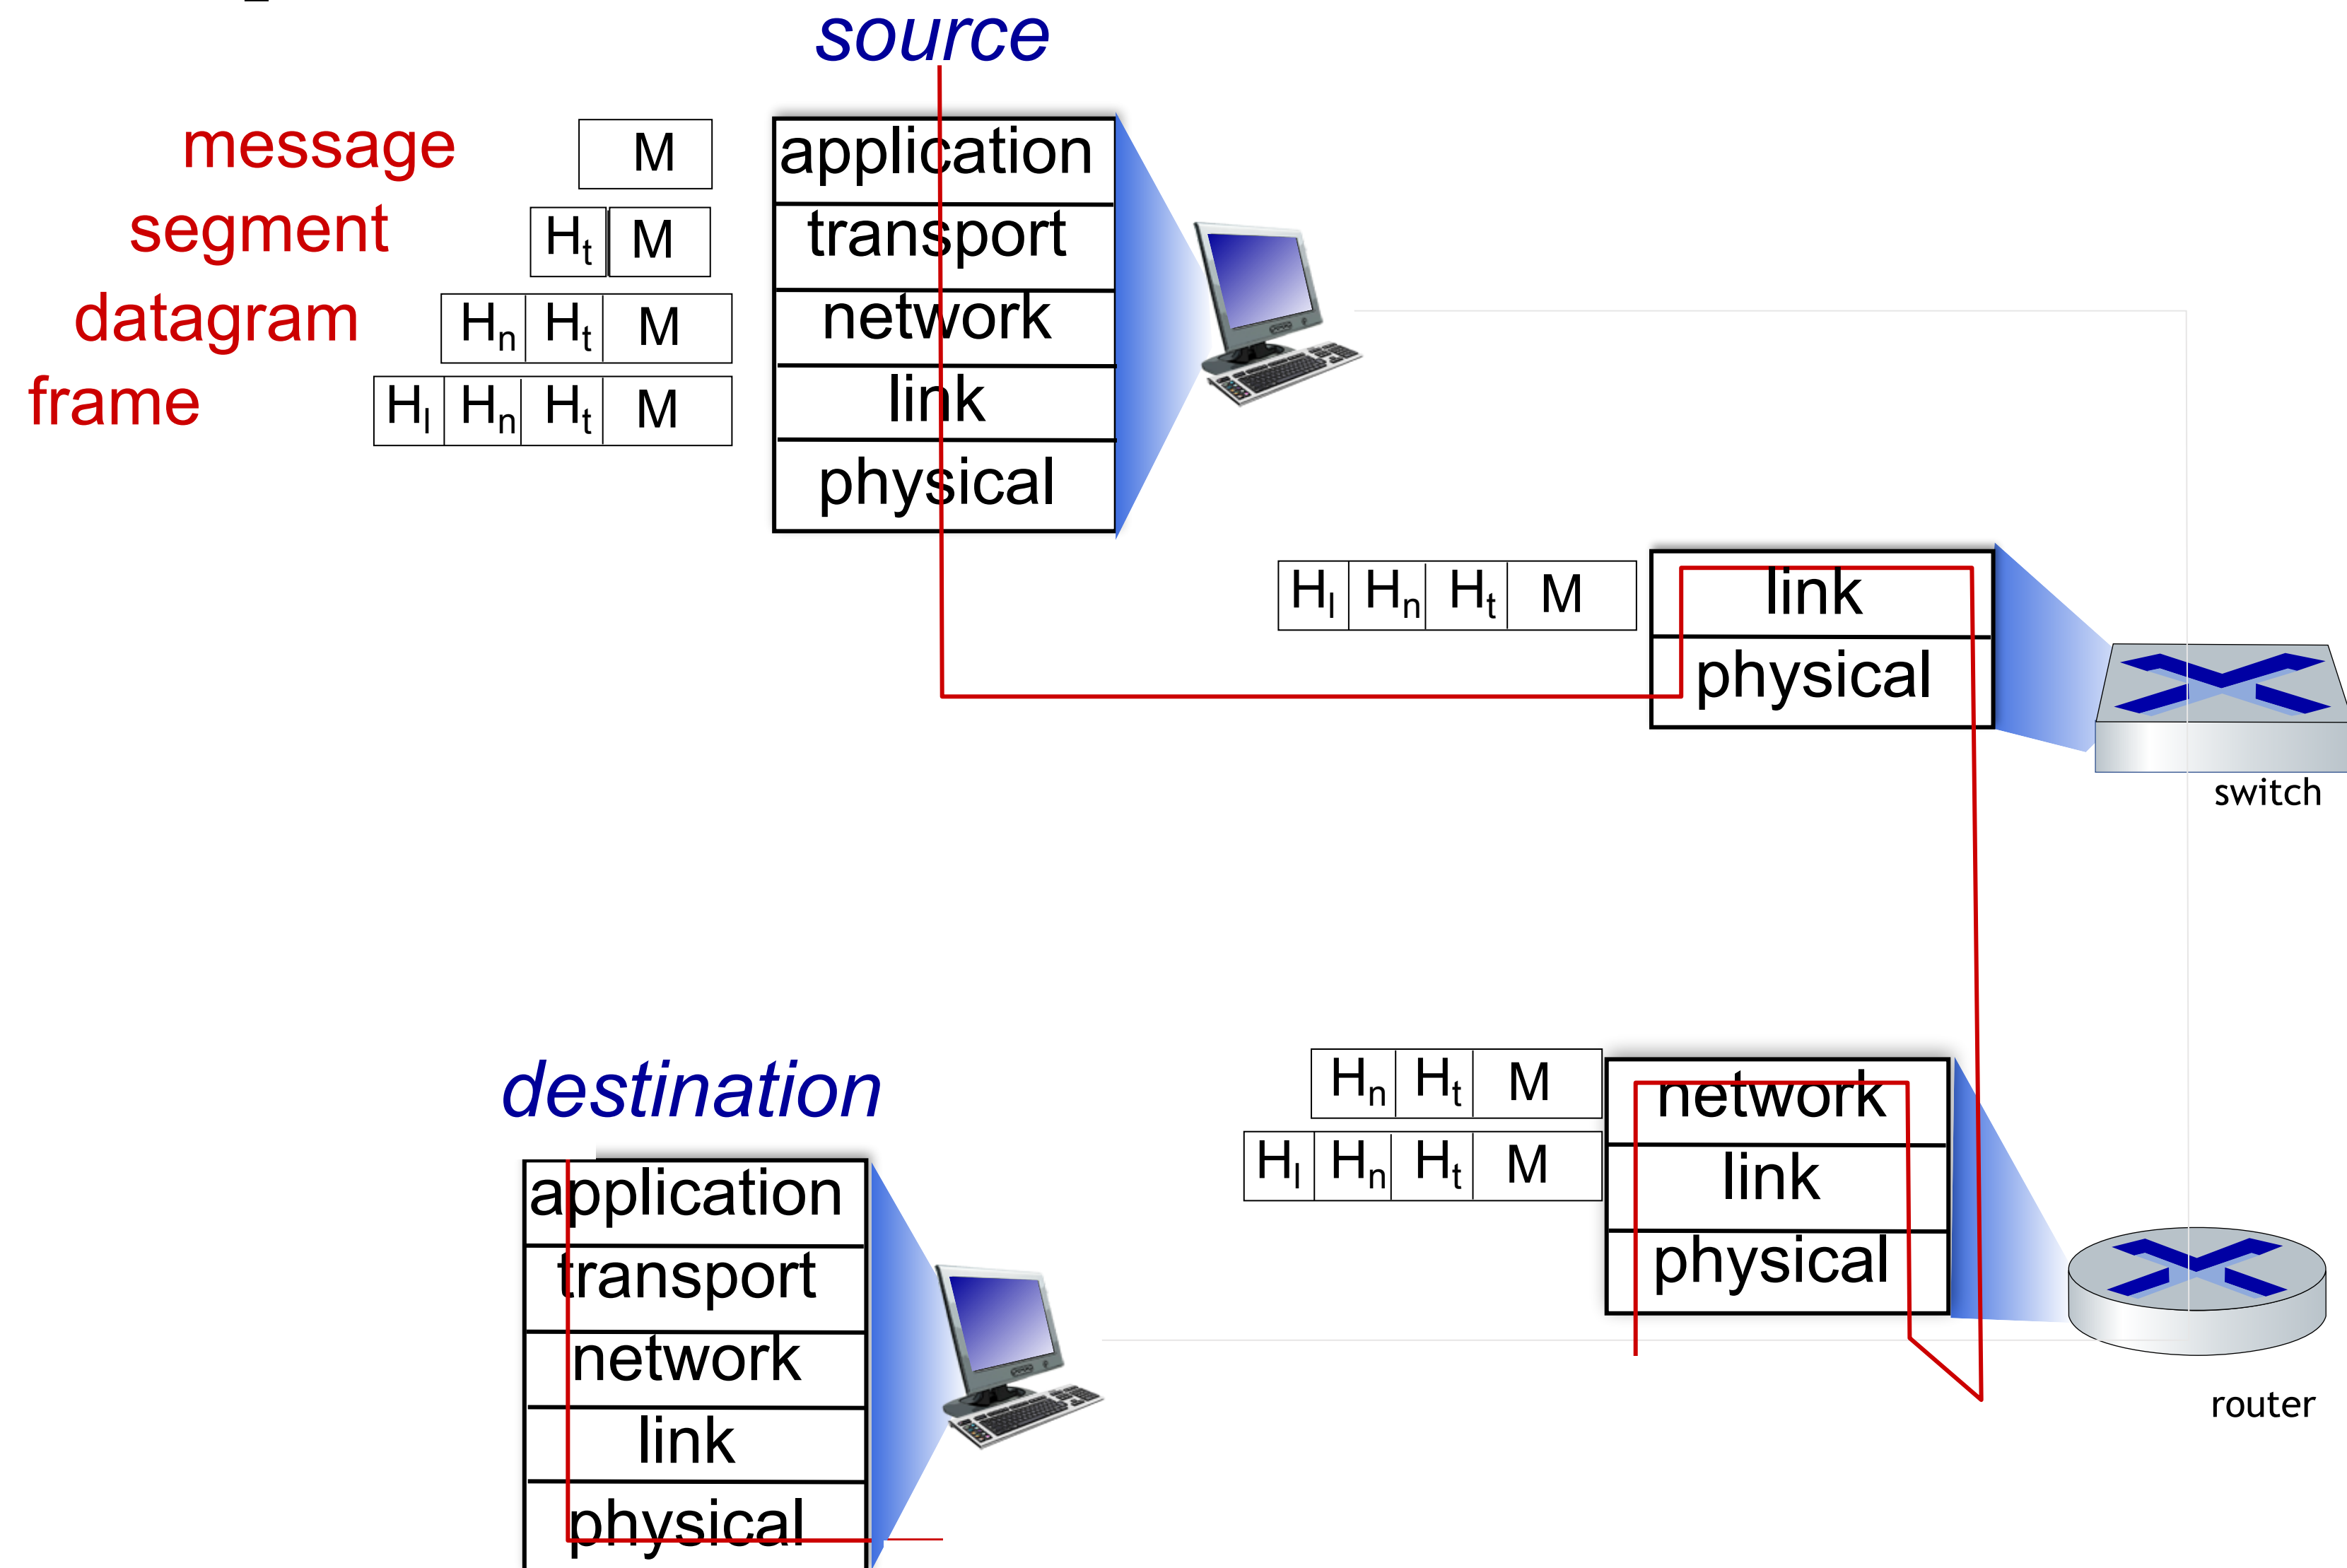 source
message M application
segment Ht M transport
datagram Hn Ht M network
frame Hl Hn Ht M link
physical
Hl Hn Ht M link
physical
switch
destination
Hn Ht M network
Hl Hn Ht M link
physical
application
transport
network
link
physical
router